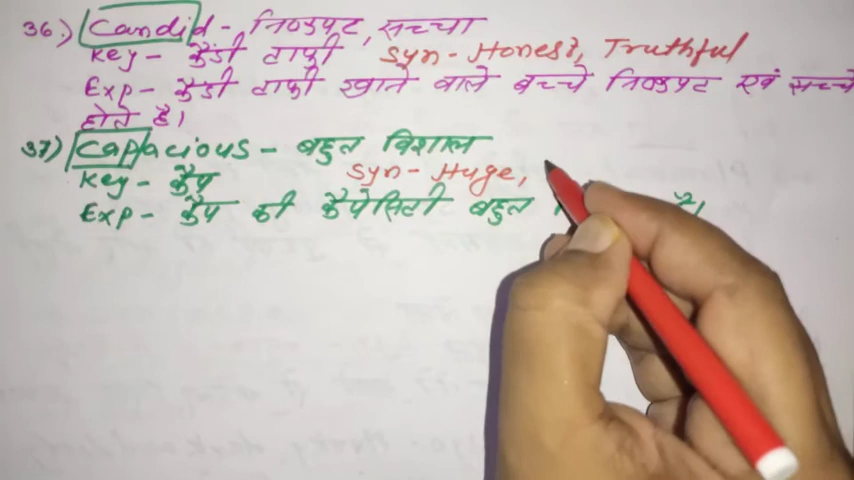 36.) Candid - निष्कपट, सच्चा
Key - कैंडी टाफी Syn - Honest, Truthful
Exp - कैंडी टाफी खाने वाले बच्चे निष्कपट एवं सच्चे
होते है।
37) Capacious - बहुत विशाल
Key - कैप Syn - Huge,
Exp - कैप की कैपेसिटी बहुत है।